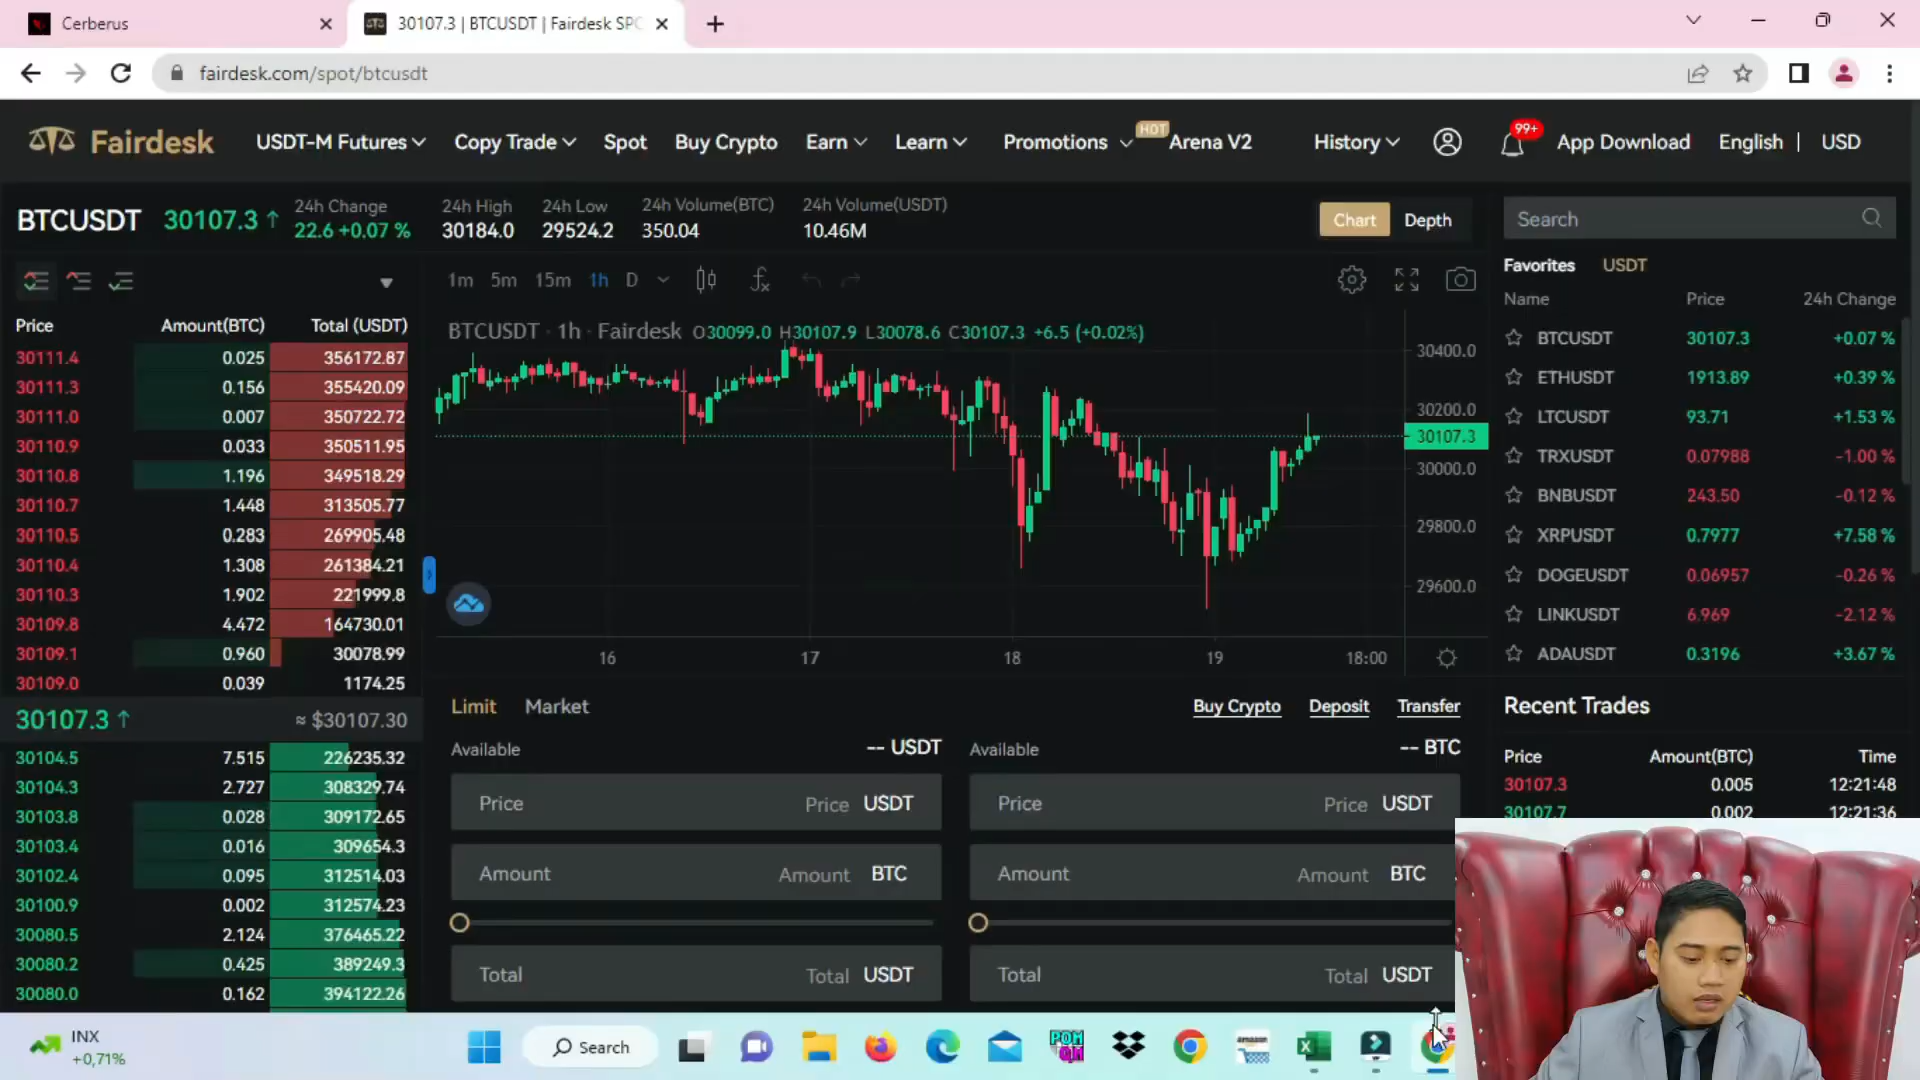 Cerberus
30107.3 | BTCUSDT | Fairdesk SPO
fairdesk.com/spot/btcusdt
Fairdesk
USDT-M Futures
Copy Trade
Spot
Buy Crypto
Earn
Learn
Promotions
HOT
Arena V2
History
99+
App Download
English |
USD
BTCUSDT 30107.3 ↑
24h Change
22.6 +0.07 %
24h High
30184.0
24h Low
29524.2
24h Volume(BTC)
350.04
24h Volume(USDT)
10.46M
Chart
Depth
Search
Favorites USDT
Name Price 24h Change
BTCUSDT 30107.3 +0.07 %
ETHUSDT 1913.89 +0.39 %
LTCUSDT 93.71 +1.53 %
TRXUSDT 0.07988 -1.00 %
BNBUSDT 243.50 -0.12 %
XRPUSDT 0.7977 +7.58 %
DOGEUSDT 0.06957 -0.26 %
LINKUSDT 6.969 -2.12 %
ADAUSDT 0.3196 +3.67 %
Price Amount(BTC) Total (USDT)
30111.4 0.025 356172.87
30111.3 0.156 355420.09
30111.0 0.007 350722.72
30110.9 0.033 350511.95
30110.8 1.196 349518.29
30110.7 1.448 313505.77
30110.5 0.283 269905.48
30110.4 1.308 261384.21
30110.3 1.902 221999.8
30109.8 4.472 164730.01
30109.1 0.960 30078.99
30109.0 0.039 1174.25
30107.3 ↑ ≈ $30107.30
30104.5 7.515 226235.32
30104.3 2.727 308329.74
30103.8 0.028 309172.65
30103.4 0.016 309654.3
30102.4 0.095 312514.03
30100.9 0.002 312574.23
30080.5 2.124 376465.22
30080.2 0.425 389249.3
30080.0 0.162 394122.26
1m 5m 15m 1h D
BTCUSDT · 1h · Fairdesk O30099.0 H30107.9 L30078.6 C30107.3 +6.5 (+0.02%)
30400.0
30200.0
30107.3
30000.0
29800.0
29600.0
16 17 18 19 18:00
Limit Market
Buy Crypto Deposit Transfer
Available -- USDT
Price Price USDT
Amount Amount BTC
Total Total USDT
Available -- BTC
Price Price USDT
Amount Amount BTC
Total Total USDT
Recent Trades
Price Amount(BTC) Time
30107.3 0.005 12:21:48
30107.7 0.002 12:21:36
INX
+0,71%
Search
amazon